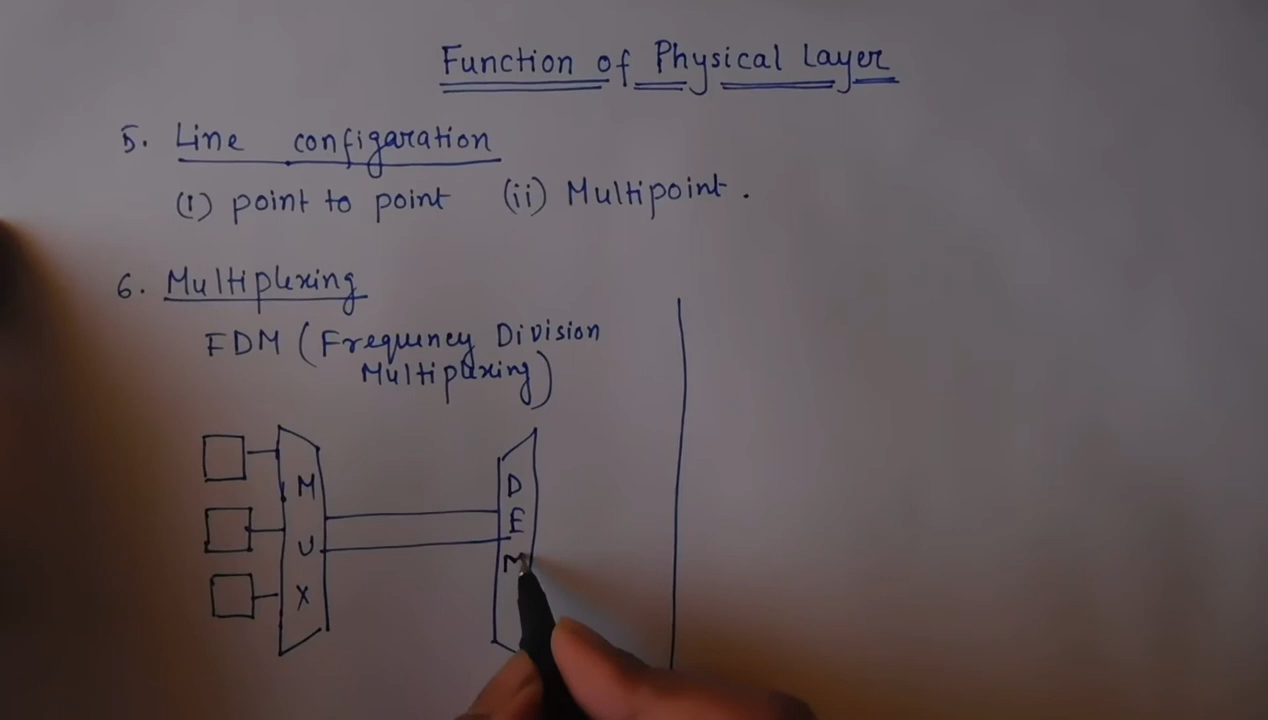 Function of Physical Layer
5. Line configaration
(i) point to point (ii) Multipoint.
6. Multiplexing
FDM (Frequency Division
Multiplexing)
M
U
X
D
E
M